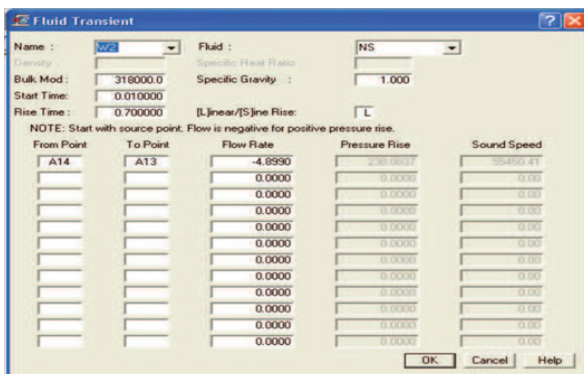 Fluid Transient
Name : W2 Fluid : NS
Density : Specific Heat Ratio
Bulk Mod : 318000.0 Specific Gravity : 1.000
Start Time: 0.010000
Rise Time : 0.700000 [L]inear/[S]ine Rise: L
NOTE: Start with source point. Flow is negative for positive pressure rise.
From Point To Point Flow Rate Pressure Rise Sound Speed
A14 A13 -4.8990 55450.41
0.0000 0.0000 0.00
0.0000 0.0000 0.00
0.0000 0.0000 0.00
0.0000 0.0000 0.00
0.0000 0.0000 0.00
0.0000 0.0000 0.00
0.0000 0.0000 0.00
0.0000 0.0000 0.00
0.0000 0.0000 0.00
0.0000 0.0000 0.00
0.0000 0.0000 0.00
OK Cancel Help